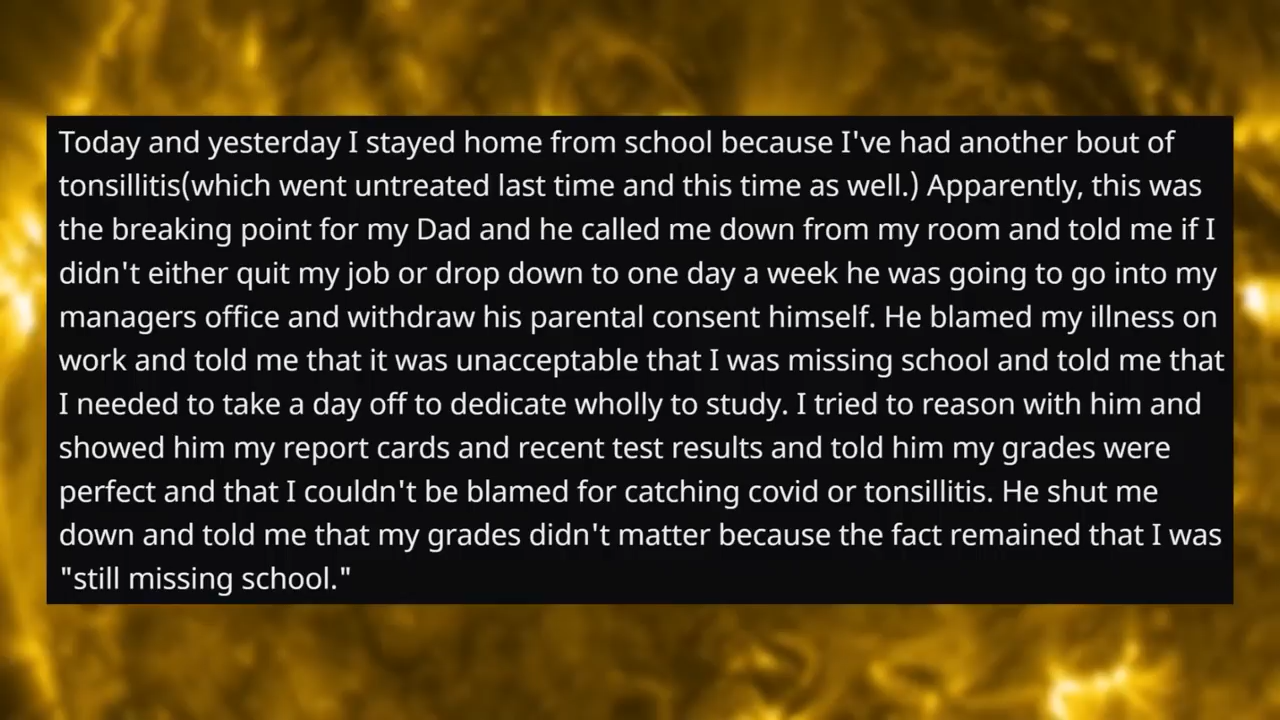 Today and yesterday I stayed home from school because I've had another bout of
tonsillitis(which went untreated last time and this time as well.) Apparently, this was
the breaking point for my Dad and he called me down from my room and told me if I
didn't either quit my job or drop down to one day a week he was going to go into my
managers office and withdraw his parental consent himself. He blamed my illness on
work and told me that it was unacceptable that I was missing school and told me that
I needed to take a day off to dedicate wholly to study. I tried to reason with him and
showed him my report cards and recent test results and told him my grades were
perfect and that I couldn't be blamed for catching covid or tonsillitis. He shut me
down and told me that my grades didn't matter because the fact remained that I was
"still missing school."